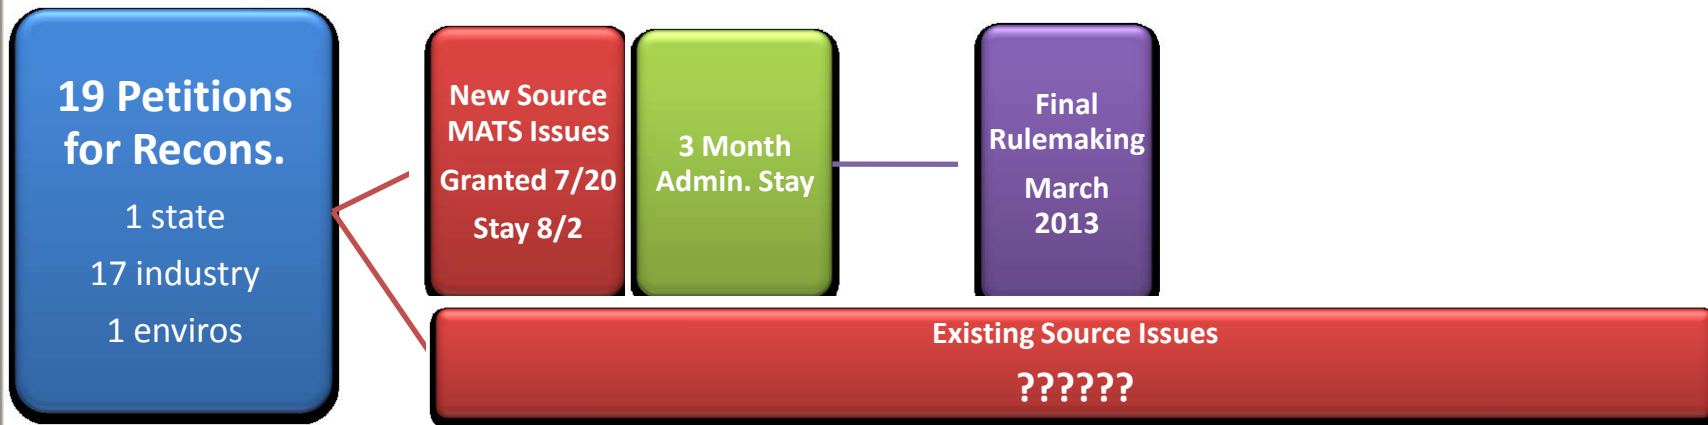 19 Petitions
for Recons.
1 state
17 industry
1 enviros
New Source
MATS Issues
Granted 7/20
Stay 8/2
3 Month
Admin. Stay
Final
Rulemaking
March
2013
Existing Source Issues
??????